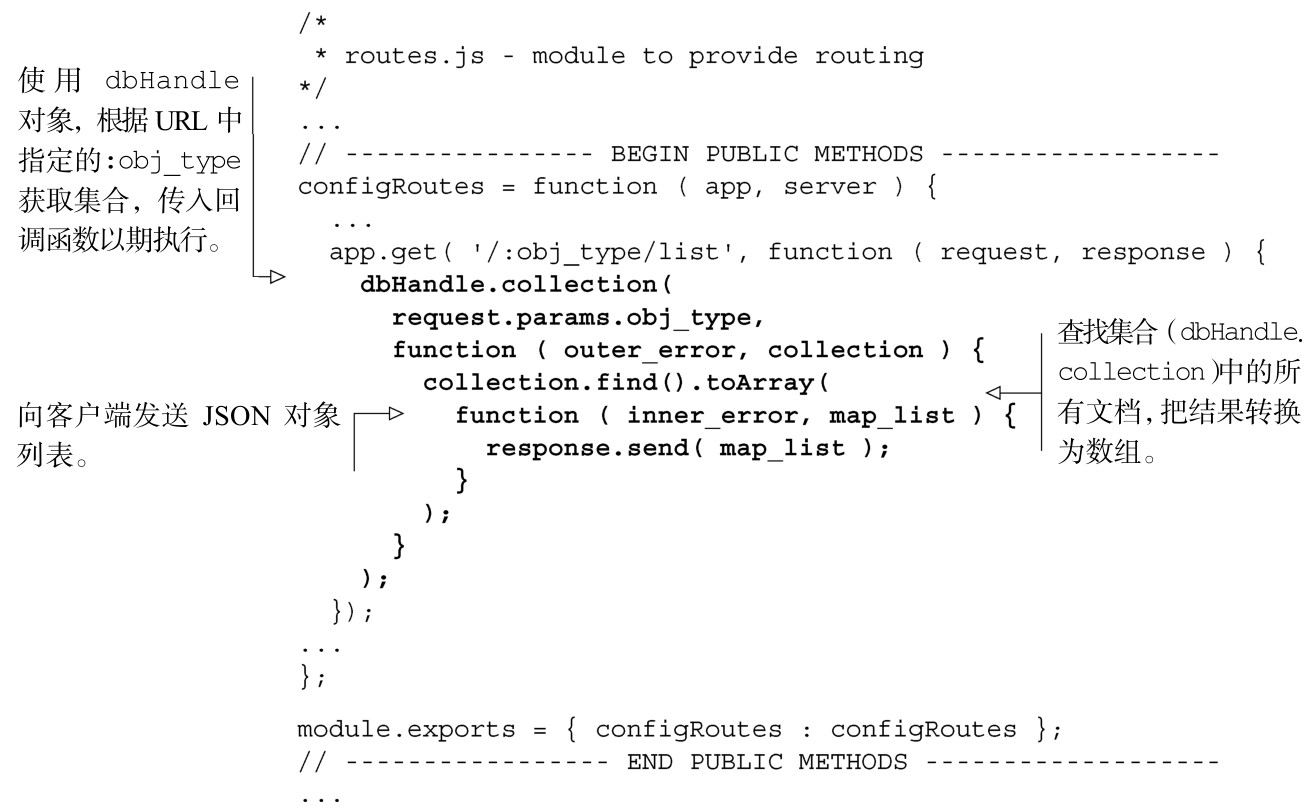 /*
 * routes.js - module to provide routing
*/
...
// ---------------- BEGIN PUBLIC METHODS ------------------
configRoutes = function ( app, server ) {
  ...
  app.get( '/:obj_type/list', function ( request, response ) {
    dbHandle.collection(
      request.params.obj_type,
      function ( outer_error, collection ) {
        collection.find().toArray(
          function ( inner_error, map_list ) {
            response.send( map_list );
          }
        );
      }
    );
  });
...
};
module.exports = { configRoutes : configRoutes };
// ----------------- END PUBLIC METHODS -------------------
...
使用 dbHandle
对象，根据 URL 中
指定的:obj_type
获取集合，传入回
调函数以期执行。
向客户端发送 JSON 对象
列表。
查找集合（dbHandle.
collection)中的所
有文档，把结果转换
为数组。